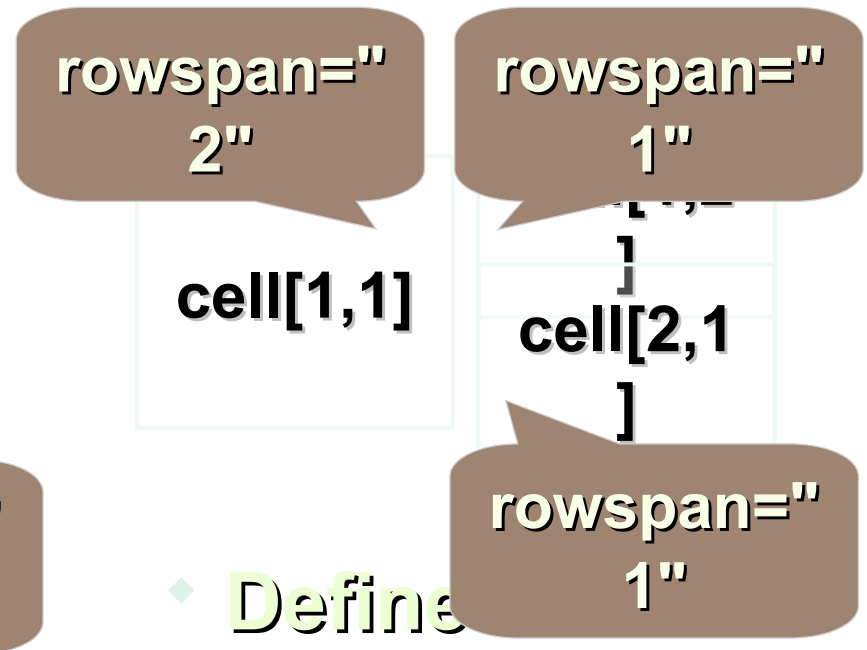 rowspan="
2"
rowspan="
1"
]
cell[1,1]
cell[2,1
]
rowspan="
1"
Define